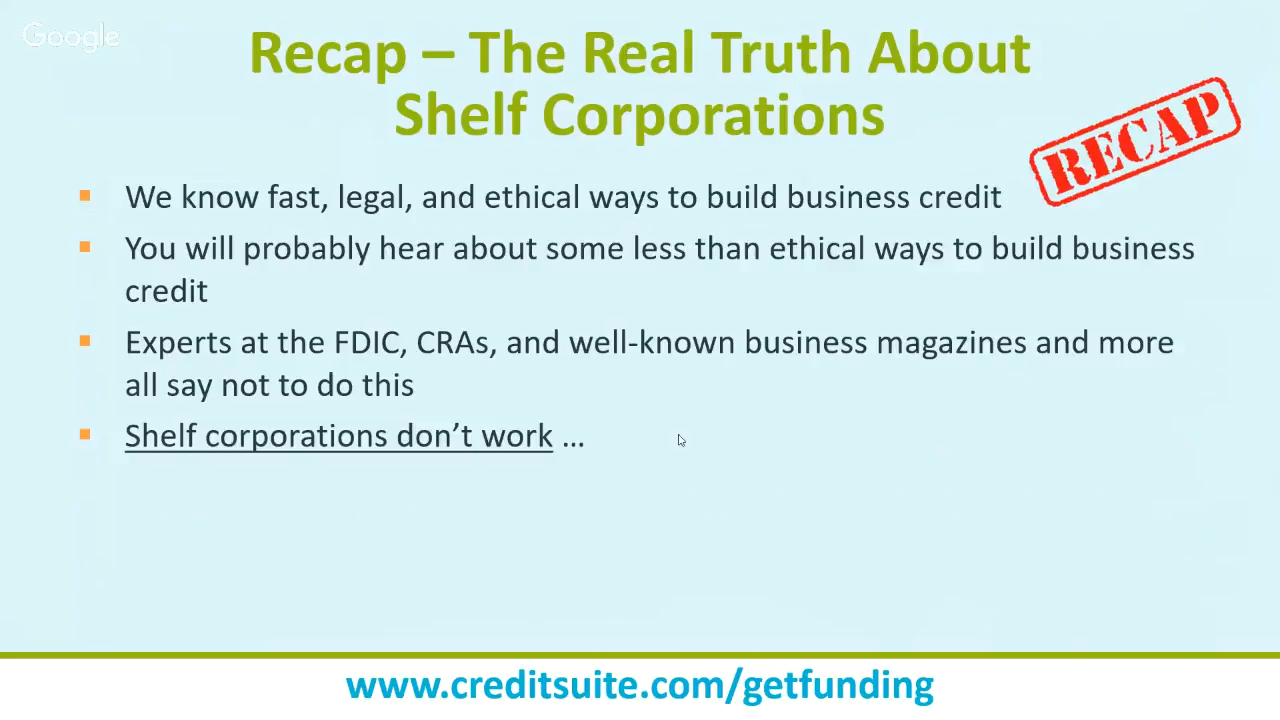 Google
Recap – The Real Truth About
Shelf Corporations
RECAP
We know fast, legal, and ethical ways to build business credit
You will probably hear about some less than ethical ways to build business
credit
Experts at the FDIC, CRAs, and well-known business magazines and more
all say not to do this
Shelf corporations don’t work …
www.creditsuite.com/getfunding